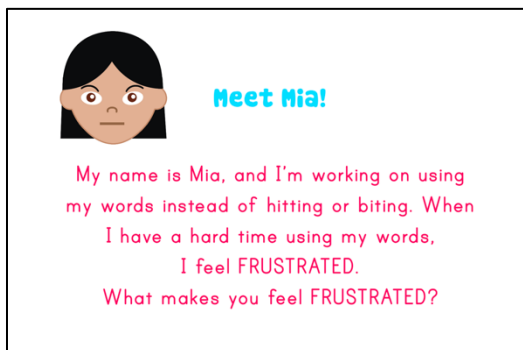 Meet Mia!
My name is Mia, and I'm working on using
my words instead of hitting or biting. When
I have a hard time using my words,
I feel FRUSTRATED.
What makes you feel FRUSTRATED?